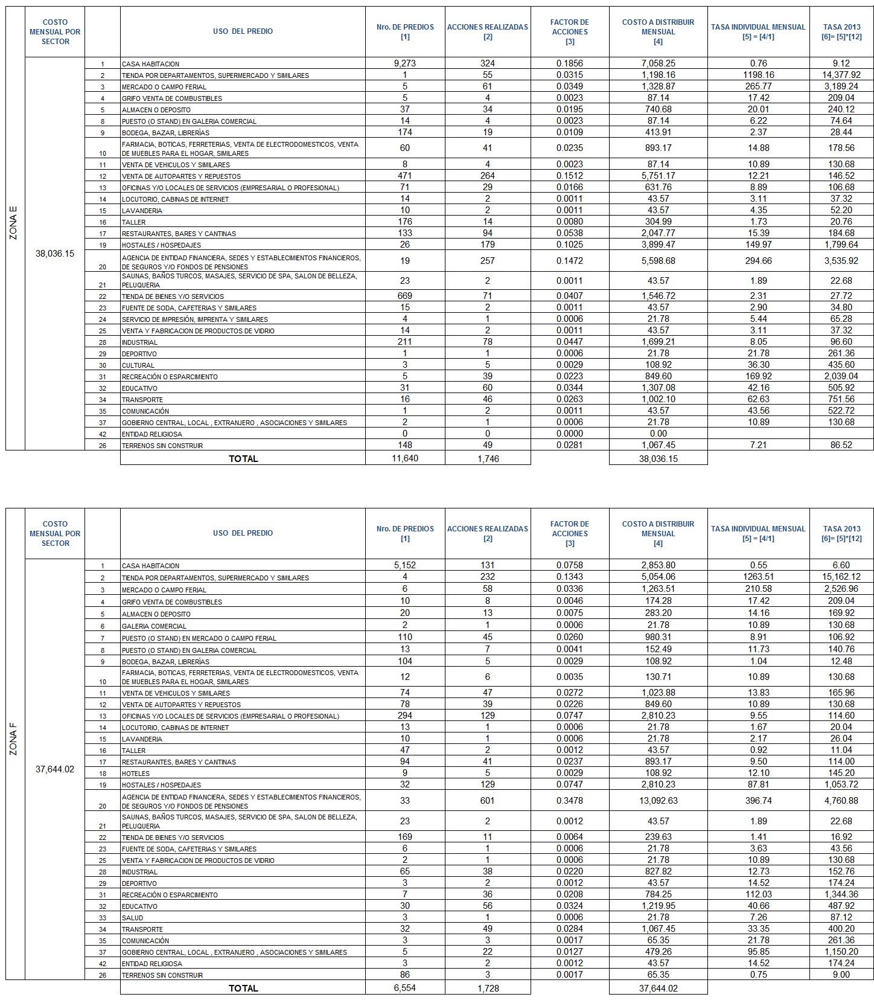 ZONA E
COSTO MENSUAL POR SECTOR | USO DEL PREDIO | Nro. DE PREDIOS [1] | ACCIONES REALIZADAS [2] | FACTOR DE ACCIONES [3] | COSTO A DISTRIBUIR MENSUAL [4] | TASA INDIVIDUAL MENSUAL [5] = [4/1] | TASA 2013 [6]= [5]*[12]
38,036.15
1 CASA HABITACION 9,273 324 0.1856 7,058.25 0.76 9.12
2 TIENDA POR DEPARTAMENTOS, SUPERMERCADO Y SIMILARES 1 55 0.0315 1,198.16 1198.16 14,377.92
3 MERCADO O CAMPO FERIAL 5 61 0.0349 1,328.87 265.77 3,189.24
4 GRIFO VENTA DE COMBUSTIBLES 5 4 0.0023 87.14 17.42 209.04
5 ALMACEN O DEPOSITO 37 34 0.0195 740.68 20.01 240.12
8 PUESTO (O STAND) EN GALERIA COMERCIAL 14 4 0.0023 87.14 6.22 74.64
9 BODEGA, BAZAR, LIBRERÍAS 174 19 0.0109 413.91 2.37 28.44
10 FARMACIA, BOTICAS, FERRETERIAS, VENTA DE ELECTRODOMESTICOS, VENTA DE MUEBLES PARA EL HOGAR, SIMILARES 60 41 0.0235 893.17 14.88 178.56
11 VENTA DE VEHICULOS Y SIMILARES 8 4 0.0023 87.14 10.89 130.68
12 VENTA DE AUTOPARTES Y REPUESTOS 471 264 0.1512 5,751.17 12.21 146.52
13 OFICINAS Y/O LOCALES DE SERVICIOS (EMPRESARIAL O PROFESIONAL) 71 29 0.0166 631.76 8.89 106.68
14 LOCUTORIO, CABINAS DE INTERNET 14 2 0.0011 43.57 3.11 37.32
15 LAVANDERIA 10 2 0.0011 43.57 4.35 52.20
16 TALLER 176 14 0.0080 304.99 1.73 20.76
17 RESTAURANTES, BARES Y CANTINAS 133 94 0.0538 2,047.77 15.39 184.68
19 HOSTALES / HOSPEDAJES 26 179 0.1025 3,899.47 149.97 1,799.64
20 AGENCIA DE ENTIDAD FINANCIERA, SEDES Y ESTABLECIMIENTOS FINANCIEROS, DE SEGUROS Y/O FONDOS DE PENSIONES 19 257 0.1472 5,598.68 294.66 3,535.92
21 SAUNAS, BAÑOS TURCOS, MASAJES, SERVICIO DE SPA, SALON DE BELLEZA, PELUQUERIA 23 2 0.0011 43.57 1.89 22.68
22 TIENDA DE BIENES Y/O SERVICIOS 669 71 0.0407 1,546.72 2.31 27.72
23 FUENTE DE SODA, CAFETERIAS Y SIMILARES 15 2 0.0011 43.57 2.90 34.80
24 SERVICIO DE IMPRESIÓN, IMPRENTA Y SIMILARES 4 1 0.0006 21.78 5.44 65.28
25 VENTA Y FABRICACION DE PRODUCTOS DE VIDRIO 14 2 0.0011 43.57 3.11 37.32
28 INDUSTRIAL 211 78 0.0447 1,699.21 8.05 96.60
29 DEPORTIVO 1 1 0.0006 21.78 21.78 261.36
30 CULTURAL 3 5 0.0029 108.92 36.30 435.60
31 RECREACIÓN O ESPARCIMIENTO 5 39 0.0223 849.60 169.92 2,039.04
32 EDUCATIVO 31 60 0.0344 1,307.08 42.16 505.92
34 TRANSPORTE 16 46 0.0263 1,002.10 62.63 751.56
35 COMUNICACIÓN 1 2 0.0011 43.57 43.56 522.72
37 GOBIERNO CENTRAL, LOCAL , EXTRANJERO , ASOCIACIONES Y SIMILARES 2 1 0.0006 21.78 10.89 130.68
42 ENTIDAD RELIGIOSA 0 0 0.0000 0.00
26 TERRENOS SIN CONSTRUIR 148 49 0.0281 1,067.45 7.21 86.52
TOTAL 11,640 1,746 38,036.15
ZONA F
COSTO MENSUAL POR SECTOR | USO DEL PREDIO | Nro. DE PREDIOS [1] | ACCIONES REALIZADAS [2] | FACTOR DE ACCIONES [3] | COSTO A DISTRIBUIR MENSUAL [4] | TASA INDIVIDUAL MENSUAL [5] = [4/1] | TASA 2013 [6]= [5]*[12]
37,644.02
1 CASA HABITACION 5,152 131 0.0758 2,853.80 0.55 6.60
2 TIENDA POR DEPARTAMENTOS, SUPERMERCADO Y SIMILARES 4 232 0.1343 5,054.06 1263.51 15,162.12
3 MERCADO O CAMPO FERIAL 6 58 0.0336 1,263.51 210.58 2,526.96
4 GRIFO VENTA DE COMBUSTIBLES 10 8 0.0046 174.28 17.42 209.04
5 ALMACEN O DEPOSITO 20 13 0.0075 283.20 14.16 169.92
6 GALERIA COMERCIAL 2 1 0.0006 21.78 10.89 130.68
7 PUESTO (O STAND) EN MERCADO O CAMPO FERIAL 110 45 0.0260 980.31 8.91 106.92
8 PUESTO (O STAND) EN GALERIA COMERCIAL 13 7 0.0041 152.49 11.73 140.76
9 BODEGA, BAZAR, LIBRERÍAS 104 5 0.0029 108.92 1.04 12.48
10 FARMACIA, BOTICAS, FERRETERIAS, VENTA DE ELECTRODOMESTICOS, VENTA DE MUEBLES PARA EL HOGAR, SIMILARES 12 6 0.0035 130.71 10.89 130.68
11 VENTA DE VEHICULOS Y SIMILARES 74 47 0.0272 1,023.88 13.83 165.96
12 VENTA DE AUTOPARTES Y REPUESTOS 78 39 0.0226 849.60 10.89 130.68
13 OFICINAS Y/O LOCALES DE SERVICIOS (EMPRESARIAL O PROFESIONAL) 294 129 0.0747 2,810.23 9.55 114.60
14 LOCUTORIO, CABINAS DE INTERNET 13 1 0.0006 21.78 1.67 20.04
15 LAVANDERIA 10 1 0.0006 21.78 2.17 26.04
16 TALLER 47 2 0.0012 43.57 0.92 11.04
17 RESTAURANTES, BARES Y CANTINAS 94 41 0.0237 893.17 9.50 114.00
18 HOTELES 9 5 0.0029 108.92 12.10 145.20
19 HOSTALES / HOSPEDAJES 32 129 0.0747 2,810.23 87.81 1,053.72
20 AGENCIA DE ENTIDAD FINANCIERA, SEDES Y ESTABLECIMIENTOS FINANCIEROS, DE SEGUROS Y/O FONDOS DE PENSIONES 33 601 0.3478 13,092.63 396.74 4,760.88
21 SAUNAS, BAÑOS TURCOS, MASAJES, SERVICIO DE SPA, SALON DE BELLEZA, PELUQUERIA 23 2 0.0012 43.57 1.89 22.68
22 TIENDA DE BIENES Y/O SERVICIOS 169 11 0.0064 239.63 1.41 16.92
23 FUENTE DE SODA, CAFETERIAS Y SIMILARES 6 1 0.0006 21.78 3.63 43.56
25 VENTA Y FABRICACION DE PRODUCTOS DE VIDRIO 2 1 0.0006 21.78 10.89 130.68
28 INDUSTRIAL 65 38 0.0220 827.82 12.73 152.76
29 DEPORTIVO 3 2 0.0012 43.57 14.52 174.24
31 RECREACIÓN O ESPARCIMIENTO 7 36 0.0208 784.25 112.03 1,344.36
32 EDUCATIVO 30 56 0.0324 1,219.95 40.66 487.92
33 SALUD 3 1 0.0006 21.78 7.26 87.12
34 TRANSPORTE 32 49 0.0284 1,067.45 33.35 400.20
35 COMUNICACIÓN 3 3 0.0017 65.35 21.78 261.36
37 GOBIERNO CENTRAL, LOCAL , EXTRANJERO , ASOCIACIONES Y SIMILARES 5 22 0.0127 479.26 95.85 1,150.20
42 ENTIDAD RELIGIOSA 3 2 0.0012 43.57 14.52 174.24
26 TERRENOS SIN CONSTRUIR 86 3 0.0017 65.35 0.75 9.00
TOTAL 6,554 1,728 37,644.02